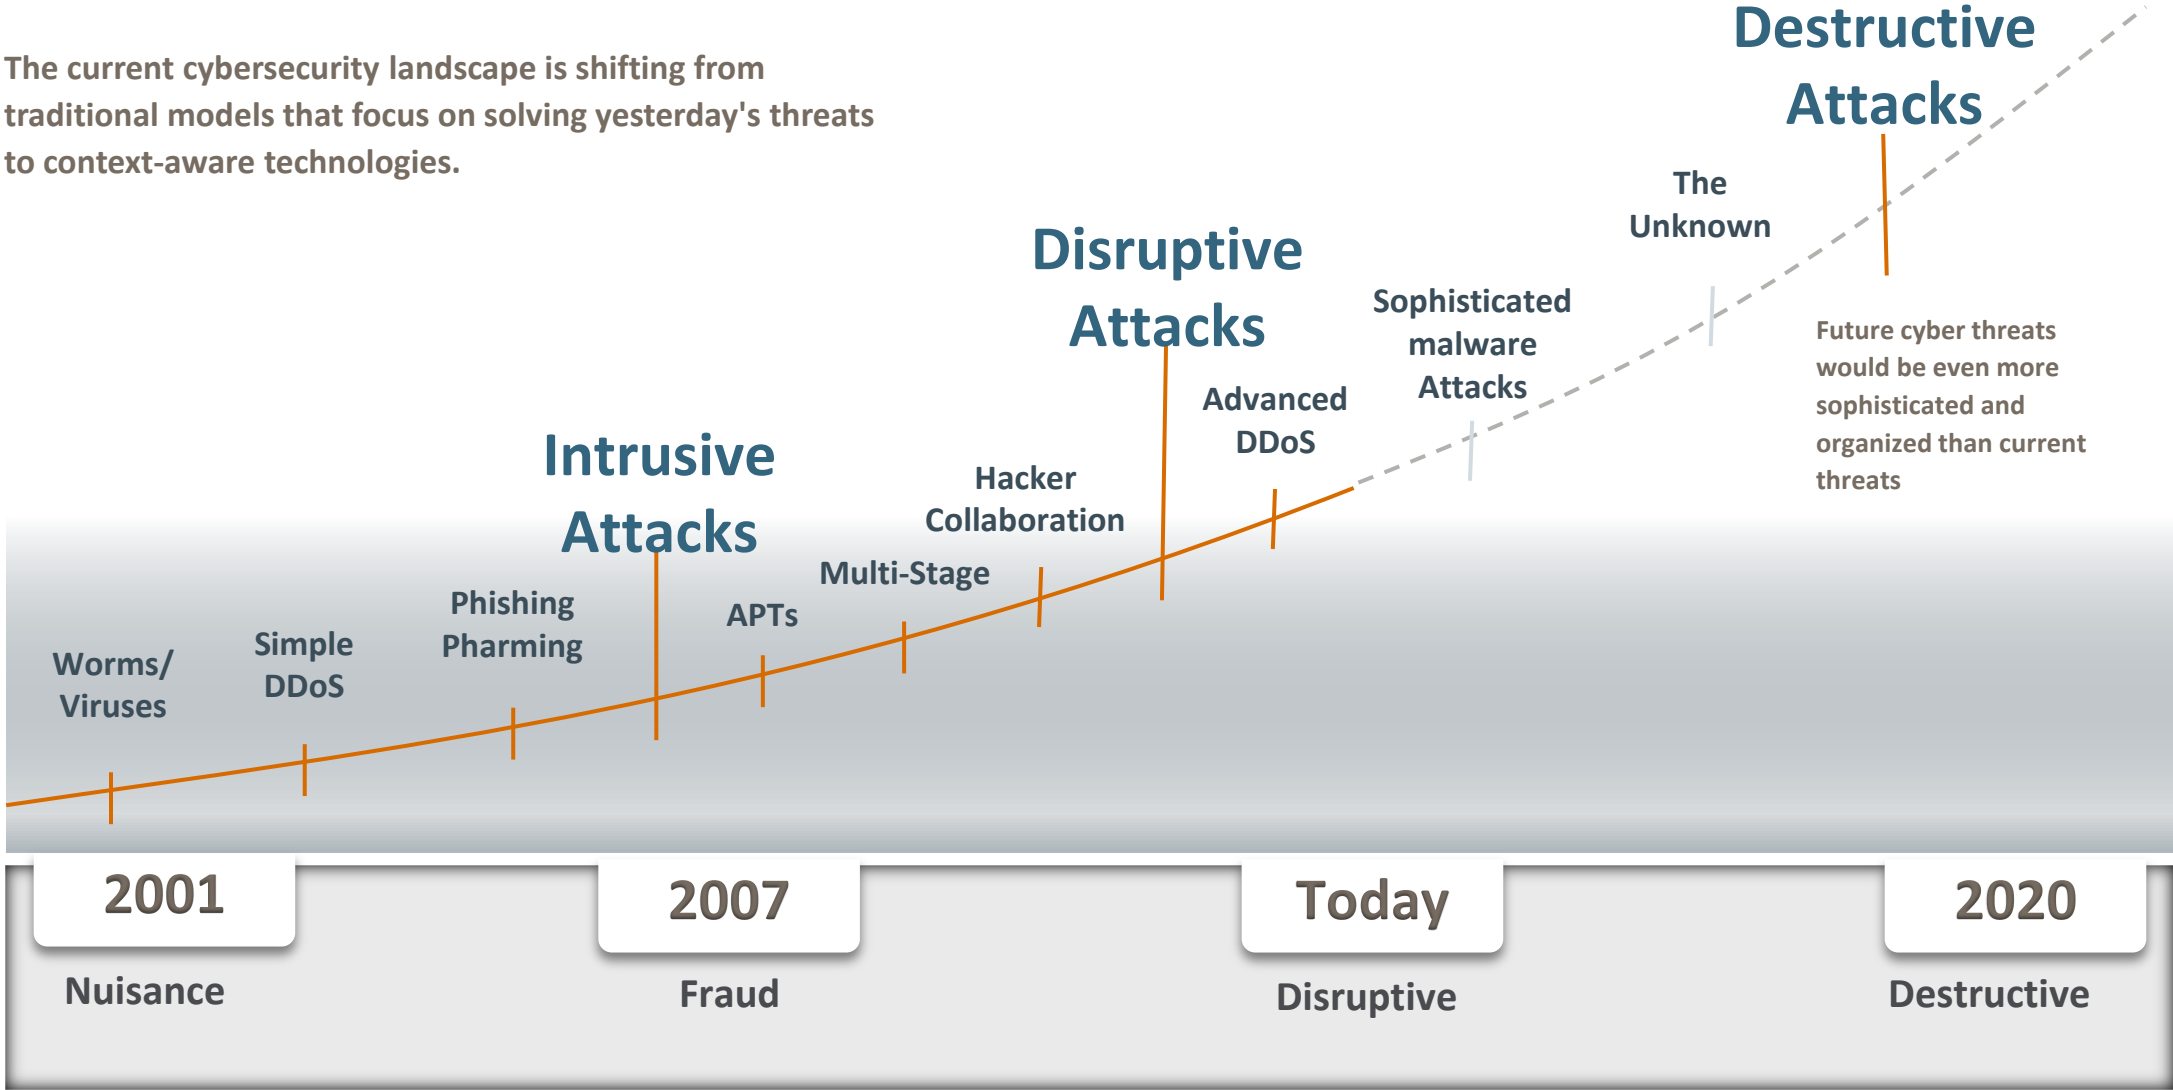 The current cybersecurity landscape is shifting from
traditional models that focus on solving yesterday's threats
to context-aware technologies.
Destructive
Attacks
The
Unknown
Disruptive
Attacks
Sophisticated
malware
Attacks
Future cyber threats
would be even more
sophisticated and
organized than current
threats
Advanced
DDoS
Intrusive
Attacks
Hacker
Collaboration
Multi-Stage
APTs
Phishing
Pharming
Simple
DDoS
Worms/
Viruses
2001
2007
Today
2020
Nuisance
Fraud
Disruptive
Destructive